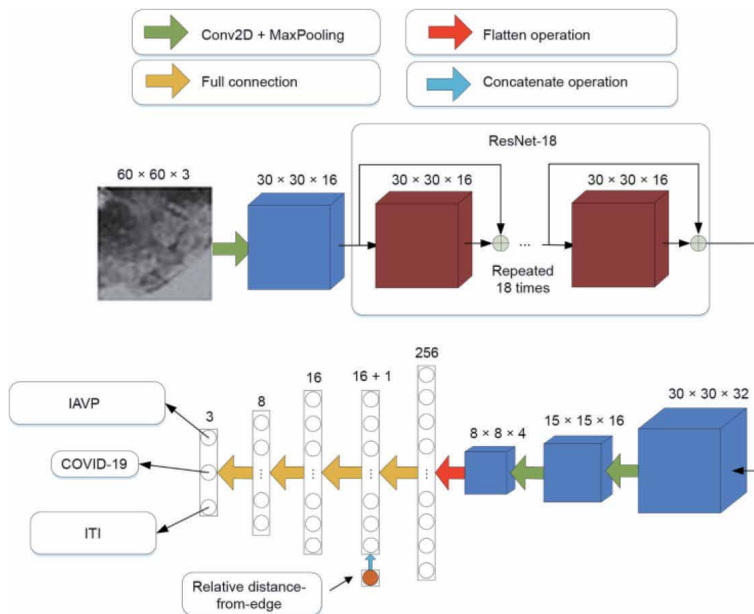 Conv2D + MaxPooling
Flatten operation
Full connection
Concatenate operation
ResNet-18
60 × 60 × 3
30 × 30 × 16
30 × 30 × 16
30 × 30 × 16
...
Repeated
18 times
256
30 × 30 × 32
16
16 + 1
15 × 15 × 16
8
8 × 8 × 4
3
IAVP
COVID-19
ITI
Relative distance-
from-edge